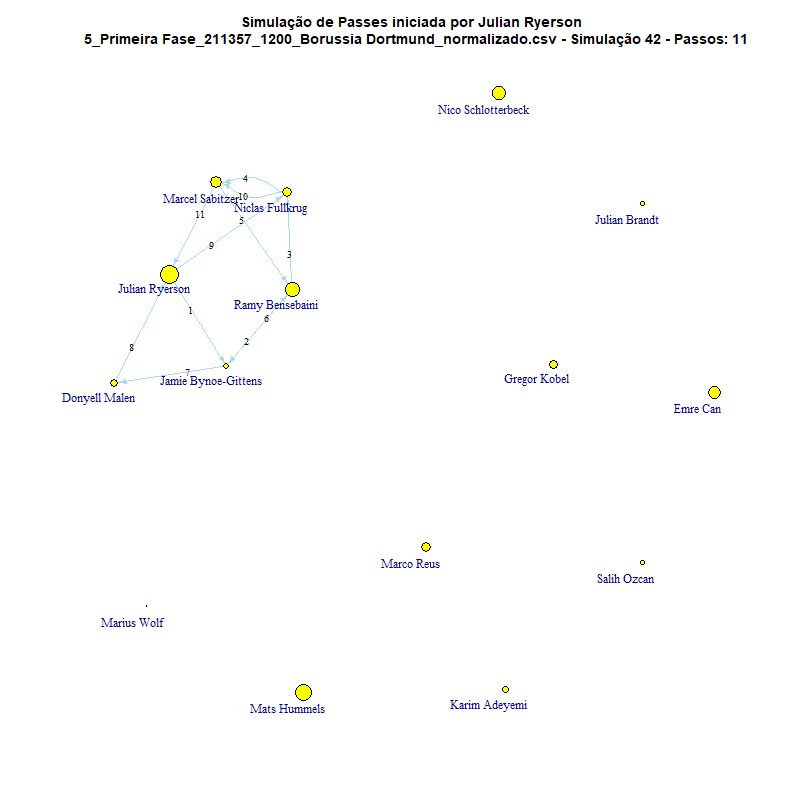 Simulação de Passes iniciada por Julian Ryerson
5_Primeira Fase_211357_1200_Borussia Dortmund_normalizado.csv - Simulação 42 - Passos: 11
Nico Schlotterbeck
4
Marcel Sabitzer
10
Niclas Fullkrug
11
5
Julian Brandt
9
3
Julian Ryerson
Ramy Bensebaini
1
6
2
8
7
Jamie Bynoe-Gittens
Gregor Kobel
Donyell Malen
Emre Can
Marco Reus
Salih Ozcan
Marius Wolf
Mats Hummels
Karim Adeyemi